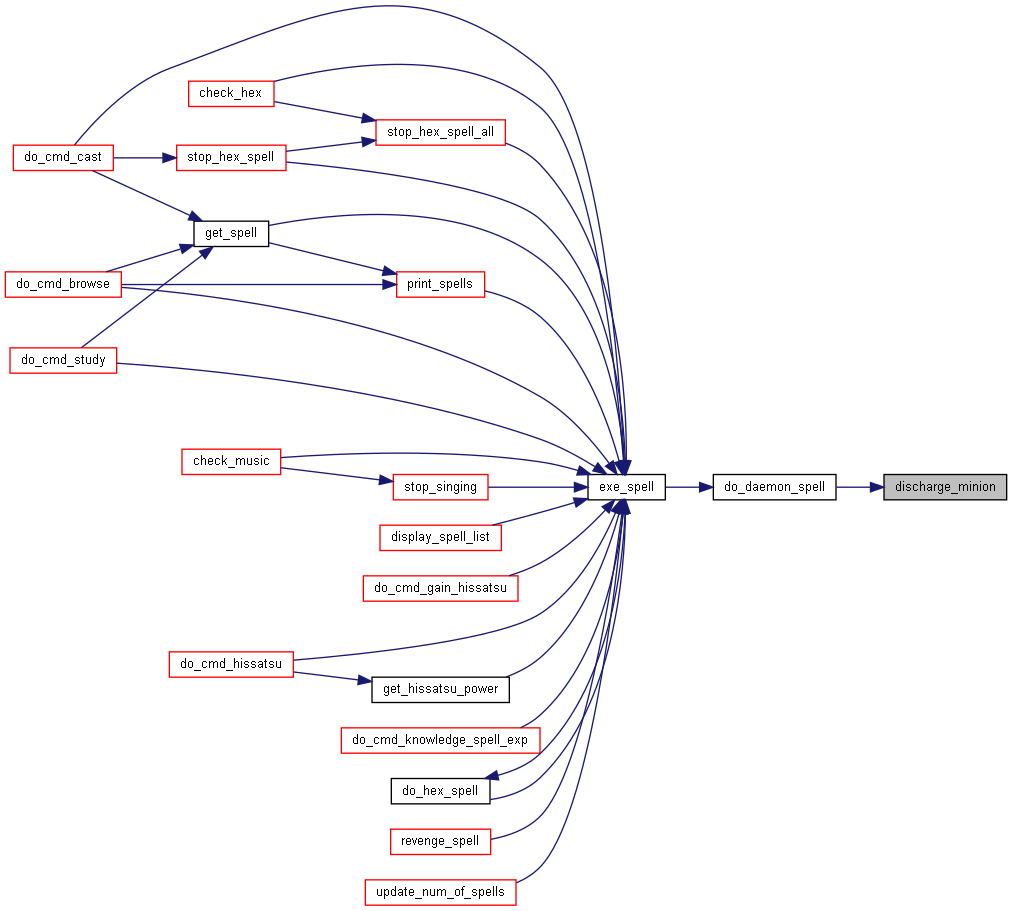 check_hex
stop_hex_spell_all
do_cmd_cast
stop_hex_spell
get_spell
do_cmd_browse
print_spells
do_cmd_study
check_music
stop_singing
exe_spell
do_daemon_spell
discharge_minion
display_spell_list
do_cmd_gain_hissatsu
do_cmd_hissatsu
get_hissatsu_power
do_cmd_knowledge_spell_exp
do_hex_spell
revenge_spell
update_num_of_spells